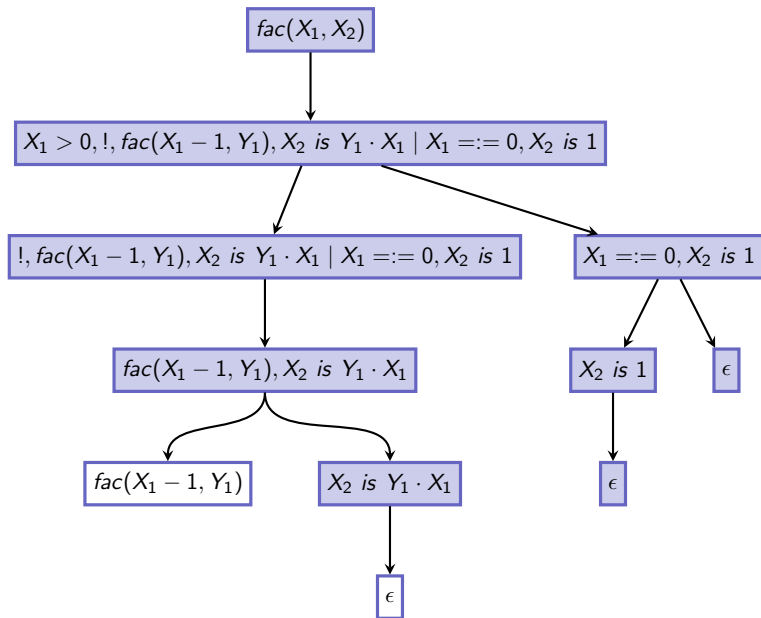 fac(X₁, X₂)
X₁ > 0, !, fac(X₁ − 1, Y₁), X₂ is Y₁ · X₁ | X₁ =:= 0, X₂ is 1
!, fac(X₁ − 1, Y₁), X₂ is Y₁ · X₁ | X₁ =:= 0, X₂ is 1
X₁ =:= 0, X₂ is 1
fac(X₁ − 1, Y₁), X₂ is Y₁ · X₁
X₂ is 1
ϵ
fac(X₁ − 1, Y₁)
X₂ is Y₁ · X₁
ϵ
ϵ